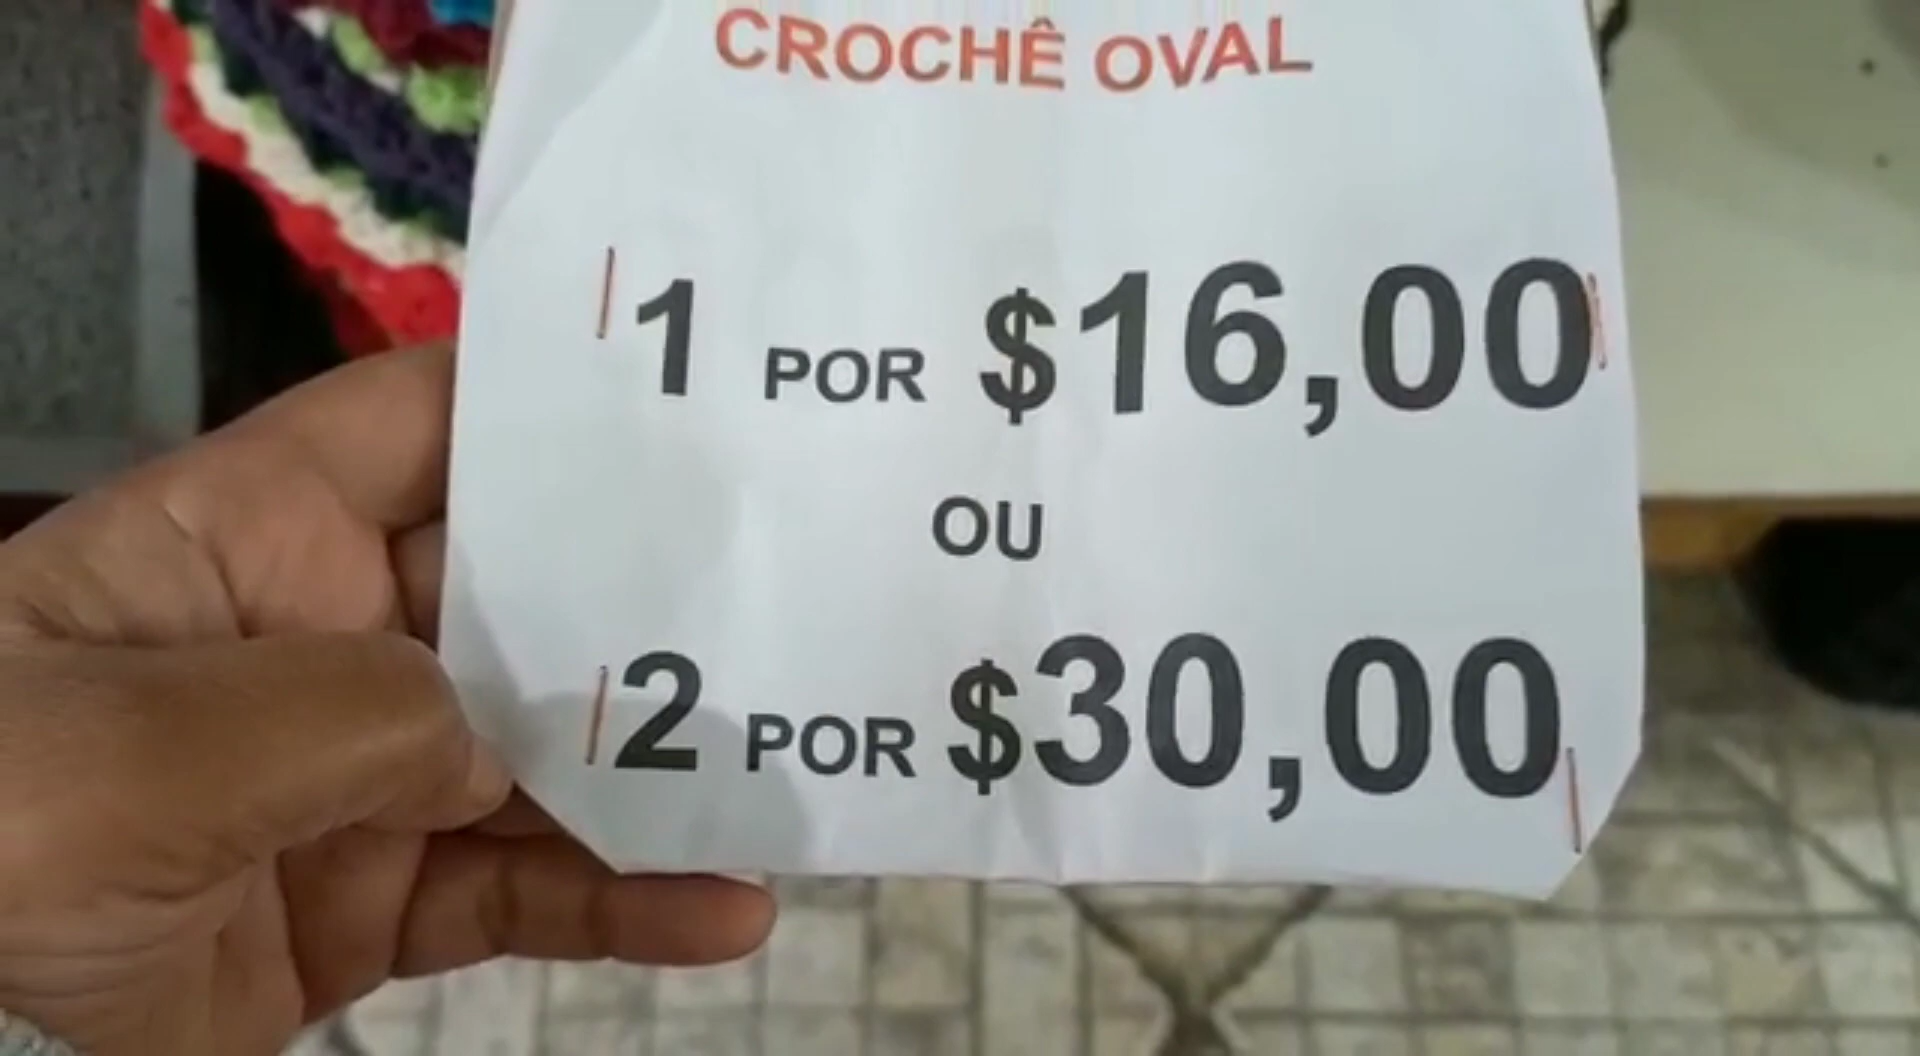 CROCHÊ OVAL
1 POR $16,00
OU
2 POR $30,00